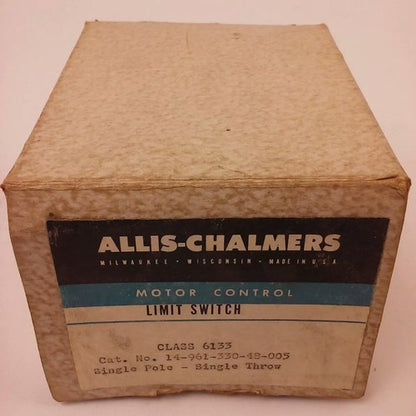 ALLIS-CHALMERS
MILWAUKEE • WISCONSIN • MADE IN U.S.A.
MOTOR CONTROL
LIMIT SWITCH
CLASS 6133
Cat. No. 14-961-330-48-005
Single Pole - Single Throw